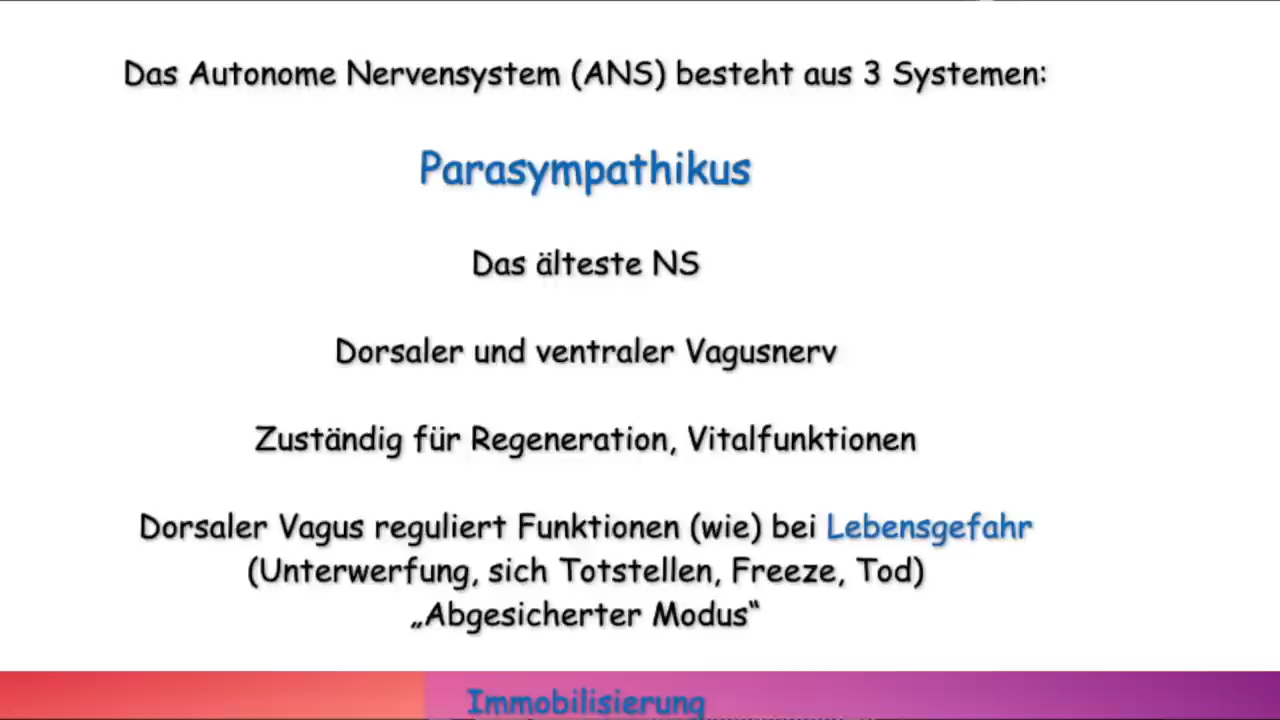 Das Autonome Nervensystem (ANS) besteht aus 3 Systemen:
Parasympathikus
Das älteste NS
Dorsaler und ventraler Vagusnerv
Zuständig für Regeneration, Vitalfunktionen
Dorsaler Vagus reguliert Funktionen (wie) bei Lebensgefahr
(Unterwerfung, sich Totstellen, Freeze, Tod)
„Abgesicherter Modus“
Immobilisierung